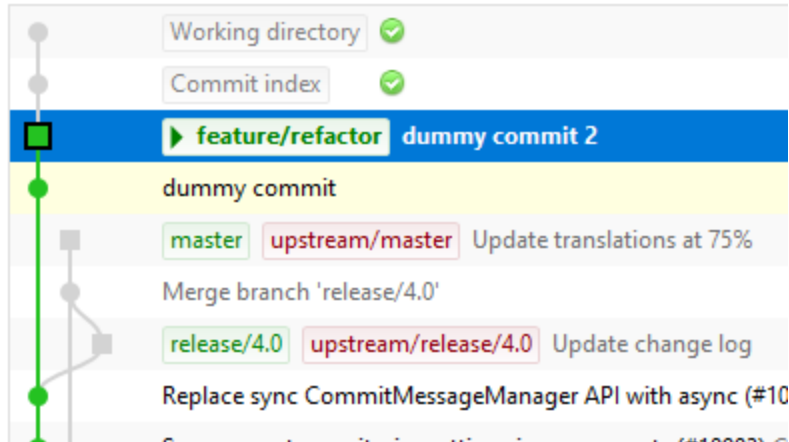 Working directory
Commit index
feature/refactor dummy commit 2
dummy commit
master upstream/master Update translations at 75%
Merge branch 'release/4.0'
release/4.0 upstream/release/4.0 Update change log
Replace sync CommitMessageManager API with async (#10